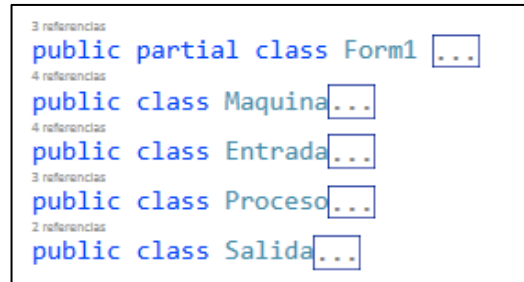 3 referencias
public partial class Form1 ...
4 referencias
public class Maquina...
4 referencias
public class Entrada...
3 referencias
public class Proceso...
2 referencias
public class Salida...